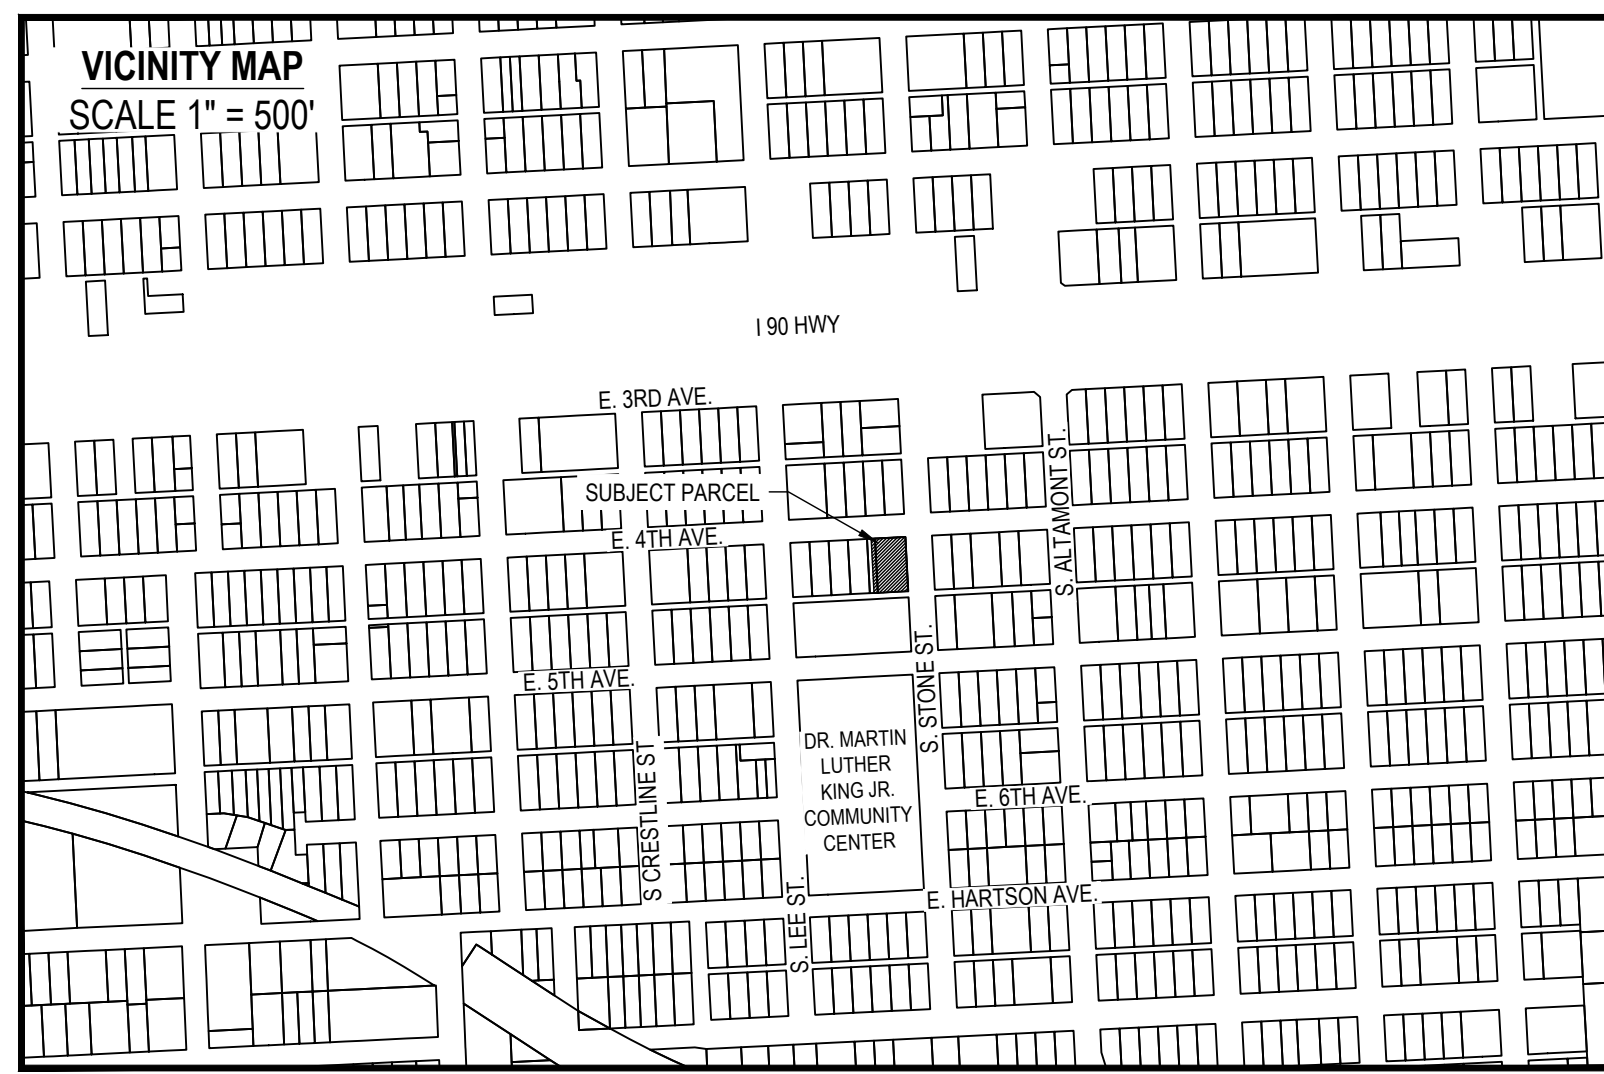 VICINITY MAP
SCALE 1" = 500'
I 90 HWY
E. 3RD AVE.
SUBJECT PARCEL
E. 4TH AVE.
S. ALTAMONT ST.
E. 5TH AVE.
S. STONE ST.
DR. MARTIN
LUTHER
KING JR.
COMMUNITY
CENTER
S CRESTLINE ST
E. 6TH AVE.
E. HARTSON AVE.
S. LEE ST.